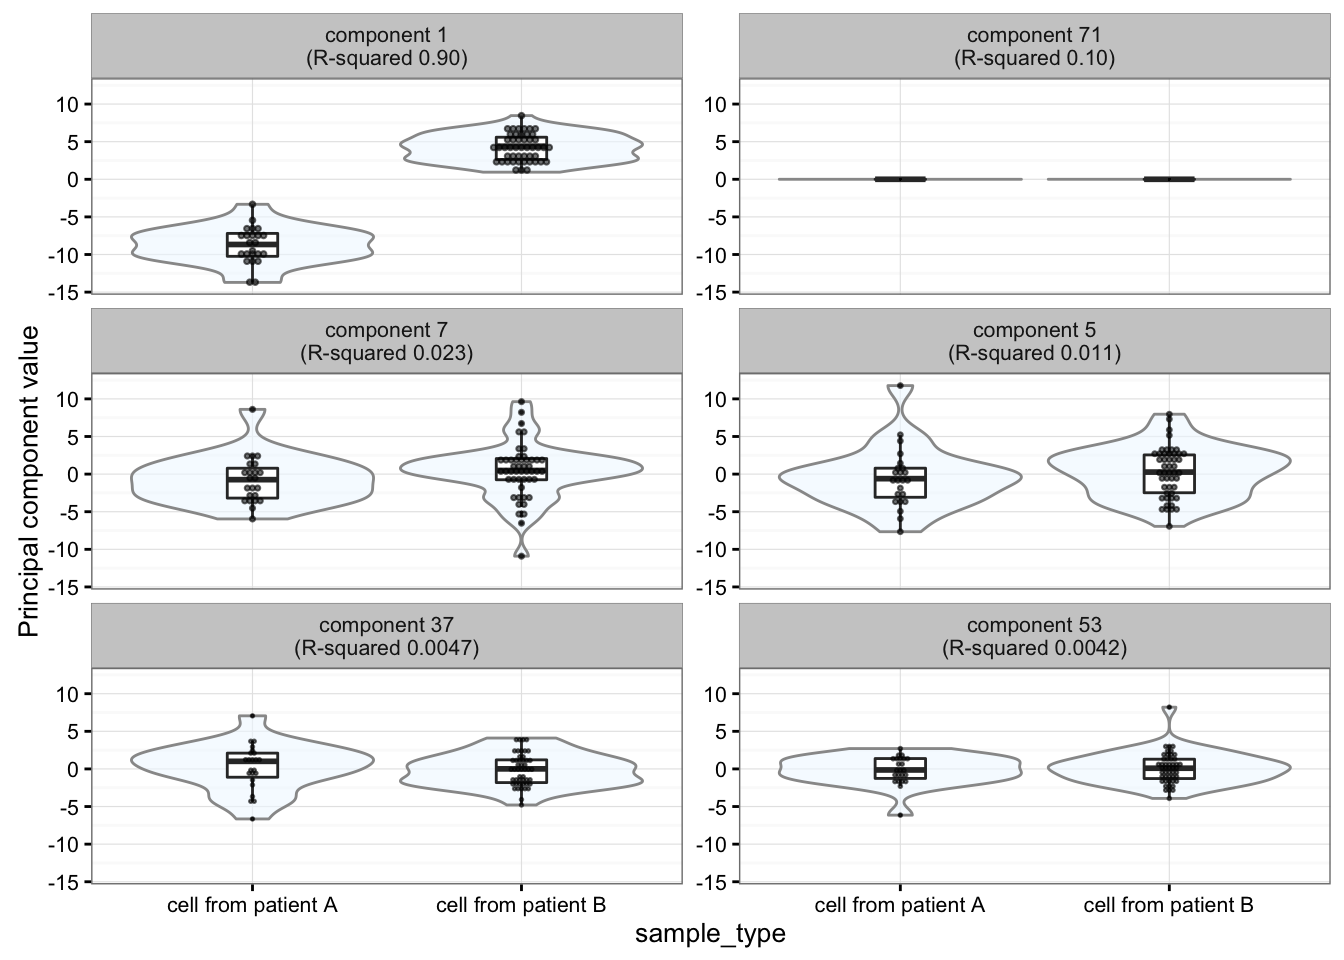 component 1
(R-squared 0.90)
component 71
(R-squared 0.10)
10
5
0
-5
-10
-15
10
5
0
-5
-10
-15
component 7
(R-squared 0.023)
component 5
(R-squared 0.011)
Principal component value
10
5
0
-5
-10
-15
10
5
0
-5
-10
-15
component 37
(R-squared 0.0047)
component 53
(R-squared 0.0042)
10
5
0
-5
-10
-15
10
5
0
-5
-10
-15
cell from patient A
cell from patient B
cell from patient A
cell from patient B
sample_type